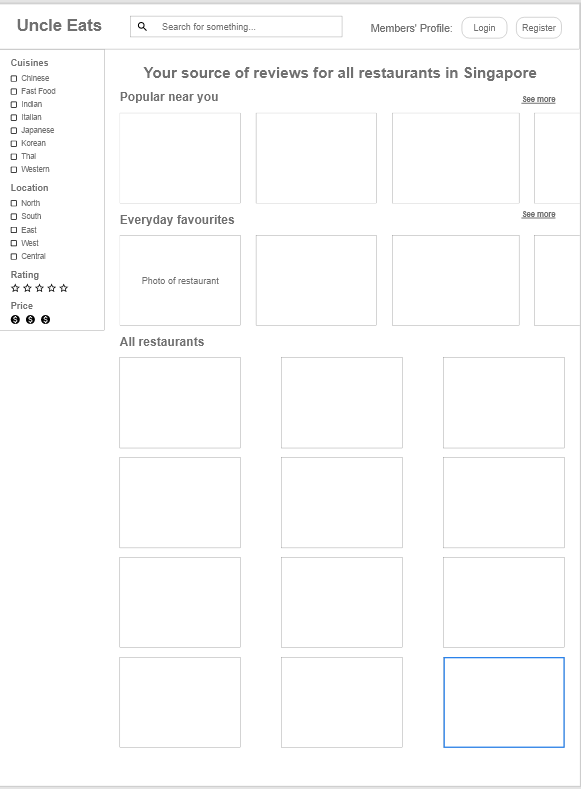 Uncle Eats
Search for something...
Members' Profile:
Login
Register
Cuisines
Chinese
Fast Food
Indian
Italian
Japanese
Korean
Thai
Western
Location
North
South
East
West
Central
Rating
Price
Your source of reviews for all restaurants in Singapore
Popular near you
See more
Everyday favourites
See more
Photo of restaurant
All restaurants